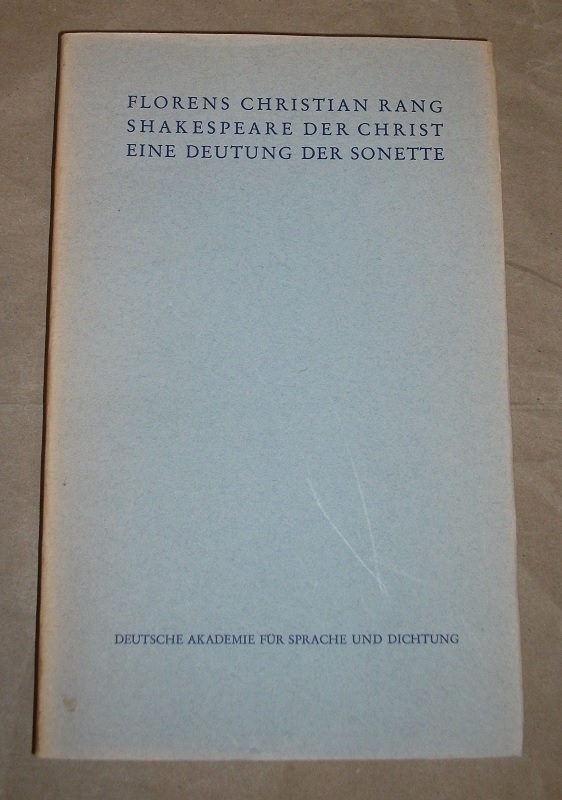 FLORENS CHRISTIAN RANG
SHAKESPEARE DER CHRIST
EINE DEUTUNG DER SONETTE
DEUTSCHE AKADEMIE FÜR SPRACHE UND DICHTUNG